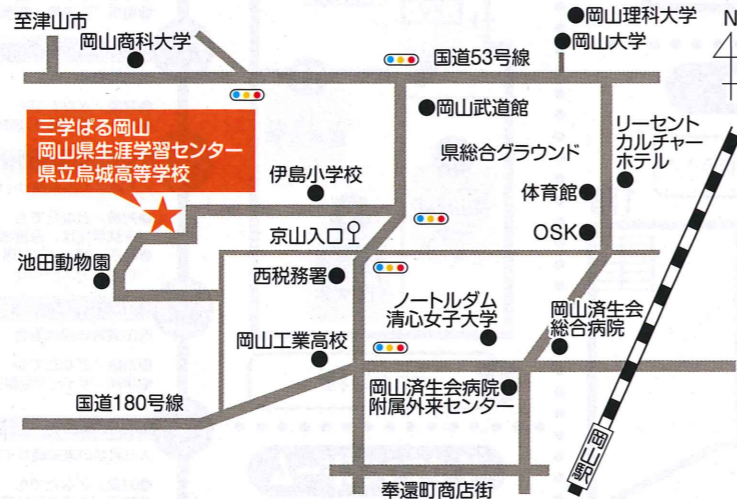 至津山市
岡山商科大学
●岡山理科大学
●岡山大学
N
国道53号線
三学ぱる岡山
岡山県生涯学習センター
県立烏城高等学校
●岡山武道館
リーセント
カルチャー
ホテル
県総合グラウンド
伊島小学校
体育館●
OSK●
京山入口
池田動物園
西税務署●
ノートルダム
清心女子大学
岡山済生会
総合病院
岡山工業高校
岡山済生会病院●
附属外来センター
国道180号線
岡山駅
奉還町商店街